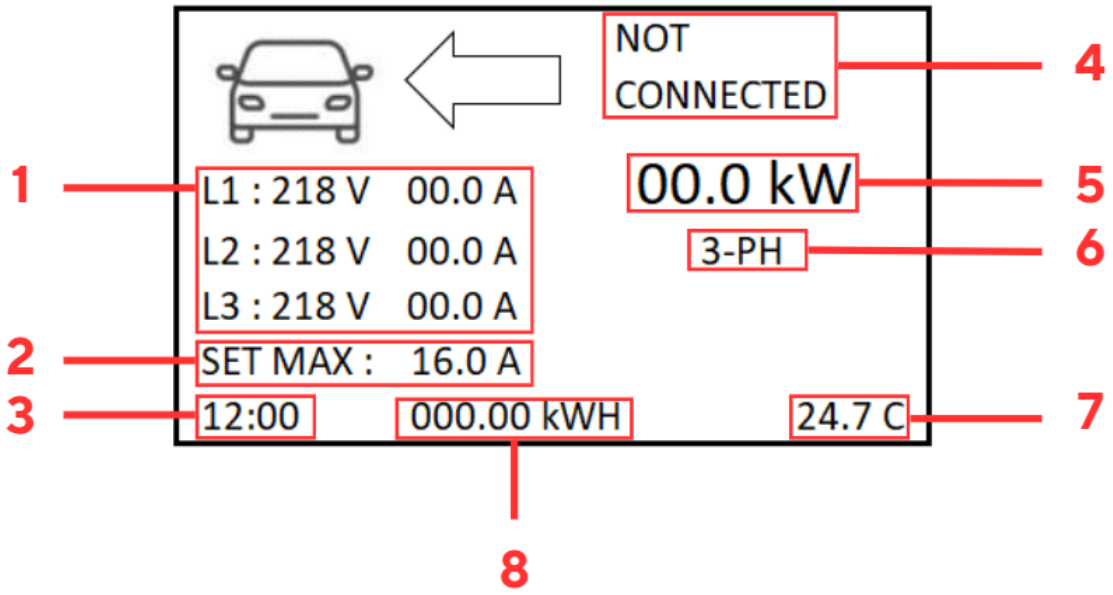 NOT
CONNECTED
4
1
L1 : 218 V 00.0 A
00.0 kW
5
L2 : 218 V 00.0 A
3-PH
6
L3 : 218 V 00.0 A
2
SET MAX : 16.0 A
3
12:00
000.00 kWH
24.7 C
7
8